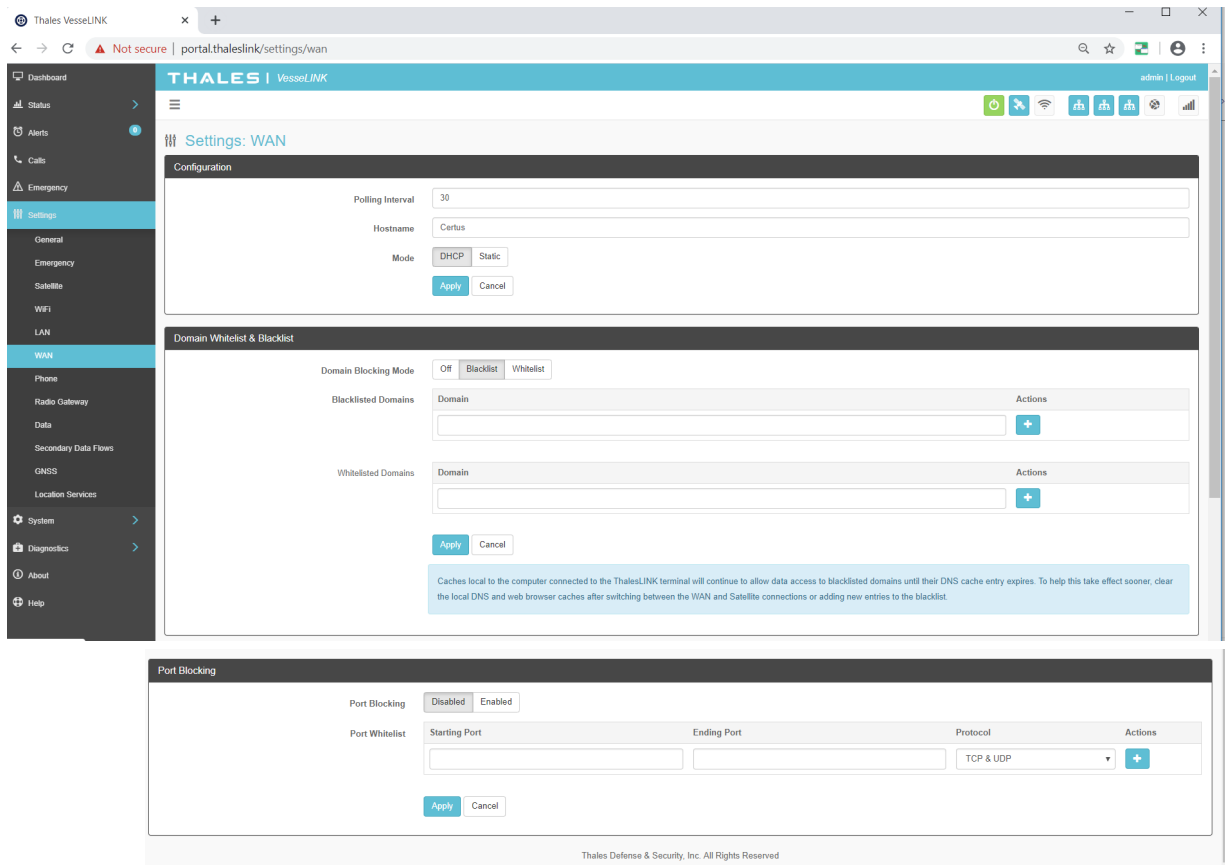 Thales VesseLINK
Not secure | portal.thaleslink/settings/wan
Dashboard
Status
Alerts
0
Calls
Emergency
Settings
General
Emergency
Satellite
WiFi
LAN
WAN
Phone
Radio Gateway
Data
Secondary Data Flows
GNSS
Location Services
System
Diagnostics
About
Help
THALES | VesseLINK
admin | Logout
Settings: WAN
Configuration
Polling Interval
30
Hostname
Certus
Mode
DHCP Static
Apply Cancel
Domain Whitelist & Blacklist
Domain Blocking Mode
Off Blacklist Whitelist
Blacklisted Domains
Domain Actions
Whitelisted Domains
Domain Actions
Apply Cancel
Caches local to the computer connected to the ThalesLINK terminal will continue to allow data access to blacklisted domains until their DNS cache entry expires. To help this take effect sooner, clear
the local DNS and web browser caches after switching between the WAN and Satellite connections or adding new entries to the blacklist.
Port Blocking
Port Blocking
Disabled Enabled
Port Whitelist
Starting Port Ending Port Protocol Actions
TCP & UDP
Apply Cancel
Thales Defense & Security, Inc. All Rights Reserved